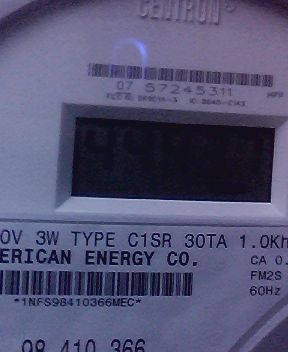 CENTRON
07 57245311
0V 3W TYPE C1SR 30TA 1.0Kh
ERICAN ENERGY CO.
CA 0.
FM2S
60Hz
*1NFS98410366MEC*
98 410 366